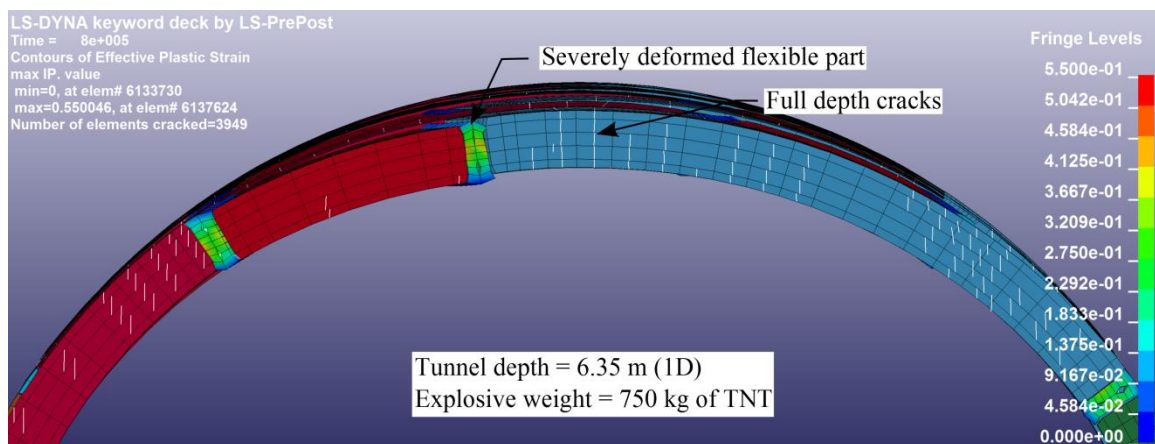 LS-DYNA keyword deck by LS-PrePost
Time =    8e+005
Contours of Effective Plastic Strain
max IP. value
min=0, at elem# 6133730
max=0.550046, at elem# 6137624
Number of elements cracked=3949
Severely deformed flexible part
Full depth cracks
Tunnel depth = 6.35 m (1D)
Explosive weight = 750 kg of TNT
Fringe Levels
5.500e-01
5.042e-01
4.584e-01
4.125e-01
3.667e-01
3.209e-01
2.750e-01
2.292e-01
1.833e-01
1.375e-01
9.167e-02
4.584e-02
0.000e+00